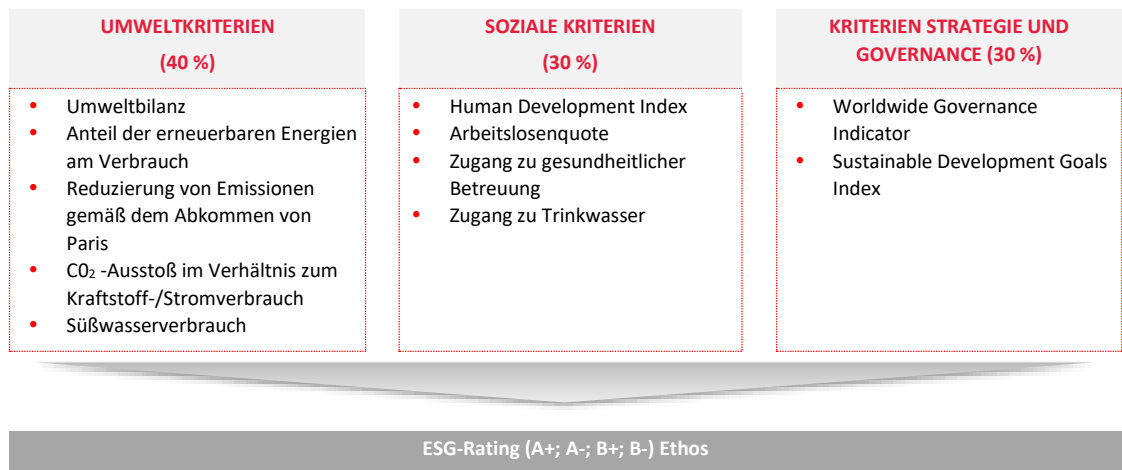 UMWELTKRITERIEN
(40 %)
• Umweltbilanz
• Anteil der erneuerbaren Energien
am Verbrauch
• Reduzierung von Emissionen
gemäß dem Abkommen von
Paris
• C0₂ -Ausstoß im Verhältnis zum
Kraftstoff-/Stromverbrauch
• Süßwasserverbrauch
SOZIALE KRITERIEN
(30 %)
• Human Development Index
• Arbeitslosenquote
• Zugang zu gesundheitlicher
Betreuung
• Zugang zu Trinkwasser
KRITERIEN STRATEGIE UND
GOVERNANCE (30 %)
• Worldwide Governance
Indicator
• Sustainable Development Goals
Index
ESG-Rating (A+; A-; B+; B-) Ethos